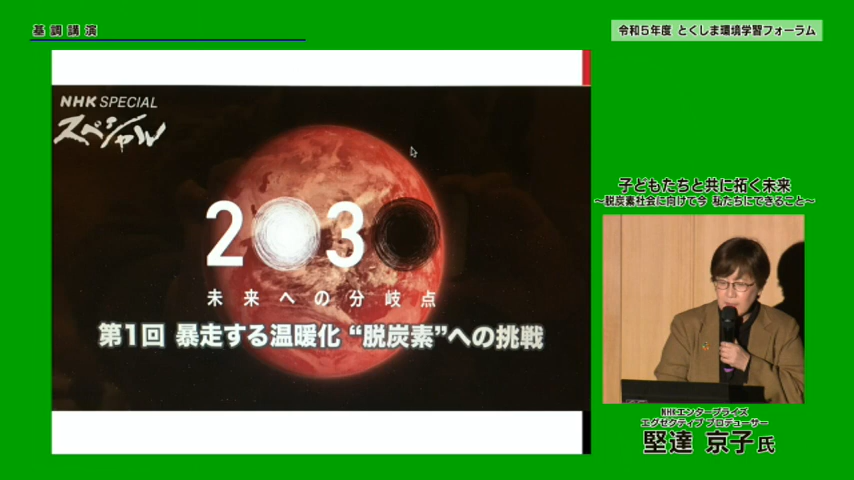 基調講演
令和5年度 とくしま環境学習フォーラム
NHK SPECIAL
スペシャル
2030
未来への分岐点
第1回 暴走する温暖化 “脱炭素”への挑戦
子どもたちと共に拓く未来
～脱炭素社会に向けて今 私たちにできること～
NHKエンタープライズ
エグゼクティブ プロデューサー
堅達 京子氏